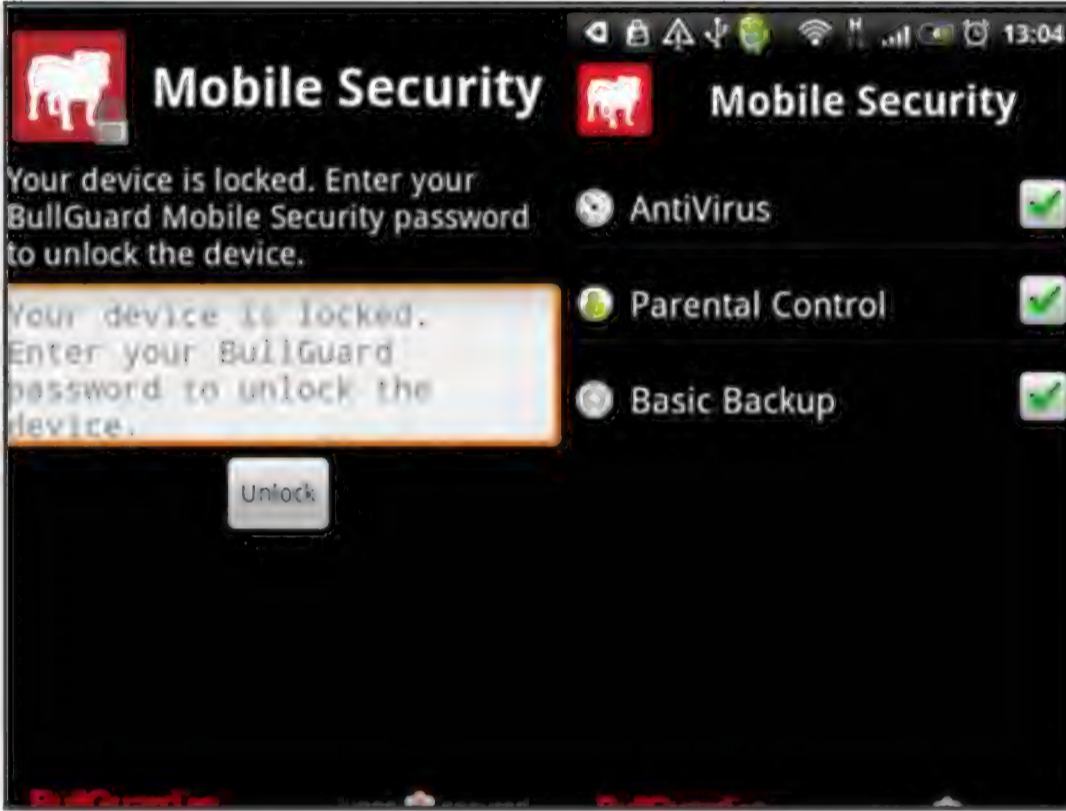 Mobile Security
Your device is locked. Enter your
BullGuard Mobile Security password
to unlock the device.
Your device is locked.
Enter your BullGuard
password to unlock the
device.
Unlock
13:04
Mobile Security
AntiVirus
Parental Control
Basic Backup